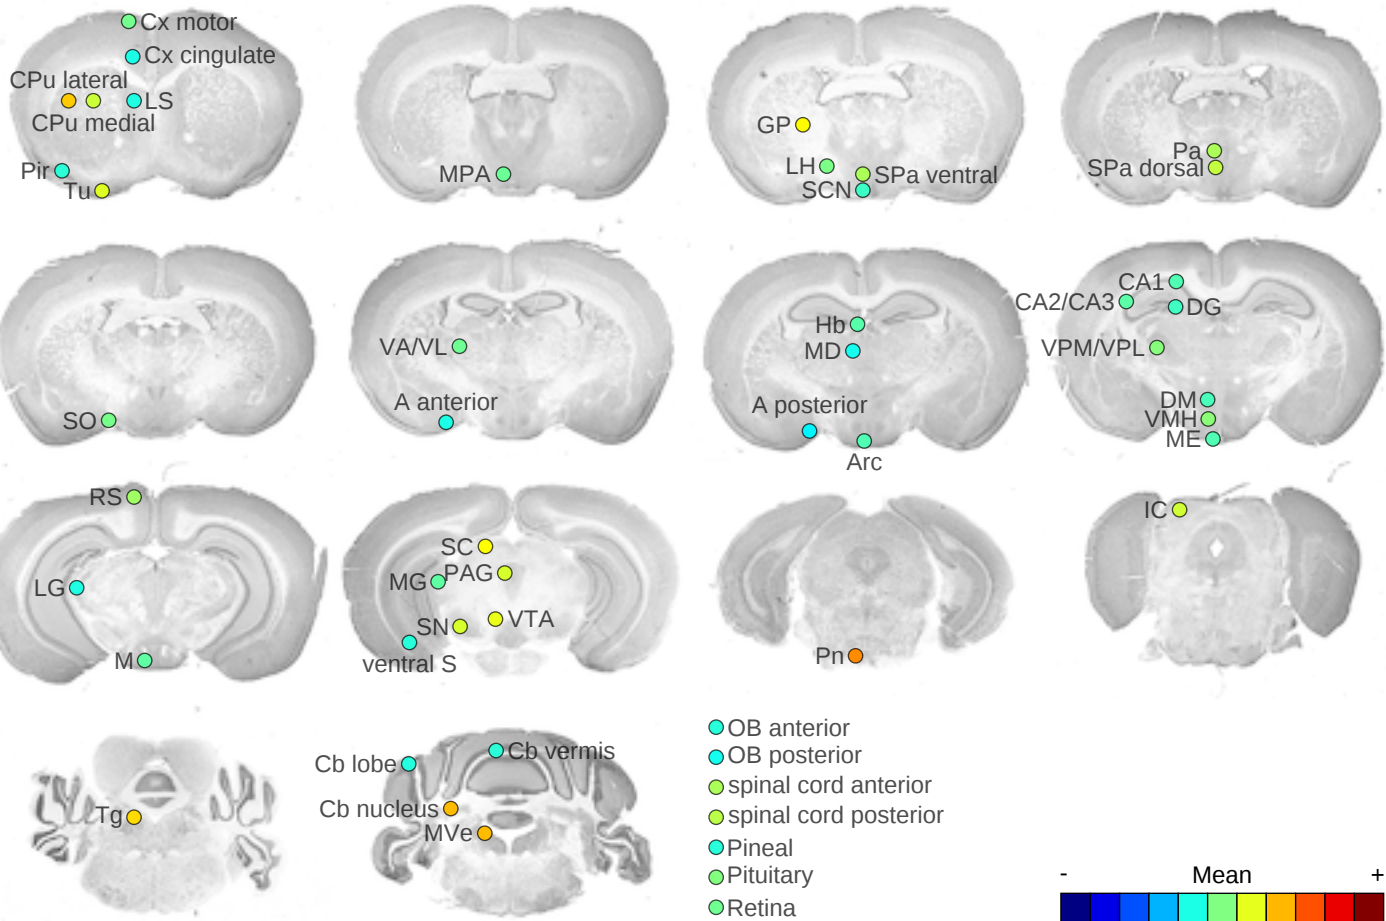 Cx motor
Cx cingulate
CPu lateral
LS
CPu medial
Pir
Tu
MPA
GP
LH
SPa ventral
SCN
Pa
SPa dorsal
SO
VA/VL
A anterior
Hb
MD
A posterior
Arc
CA1
CA2/CA3
DG
VPM/VPL
DM
VMH
ME
RS
LG
M
SC
PAG
MG
VTA
SN
ventral S
Pn
IC
Tg
Cb vermis
Cb lobe
Cb nucleus
MVe
OB anterior
OB posterior
spinal cord anterior
spinal cord posterior
Pineal
Pituitary
Retina
- Mean +